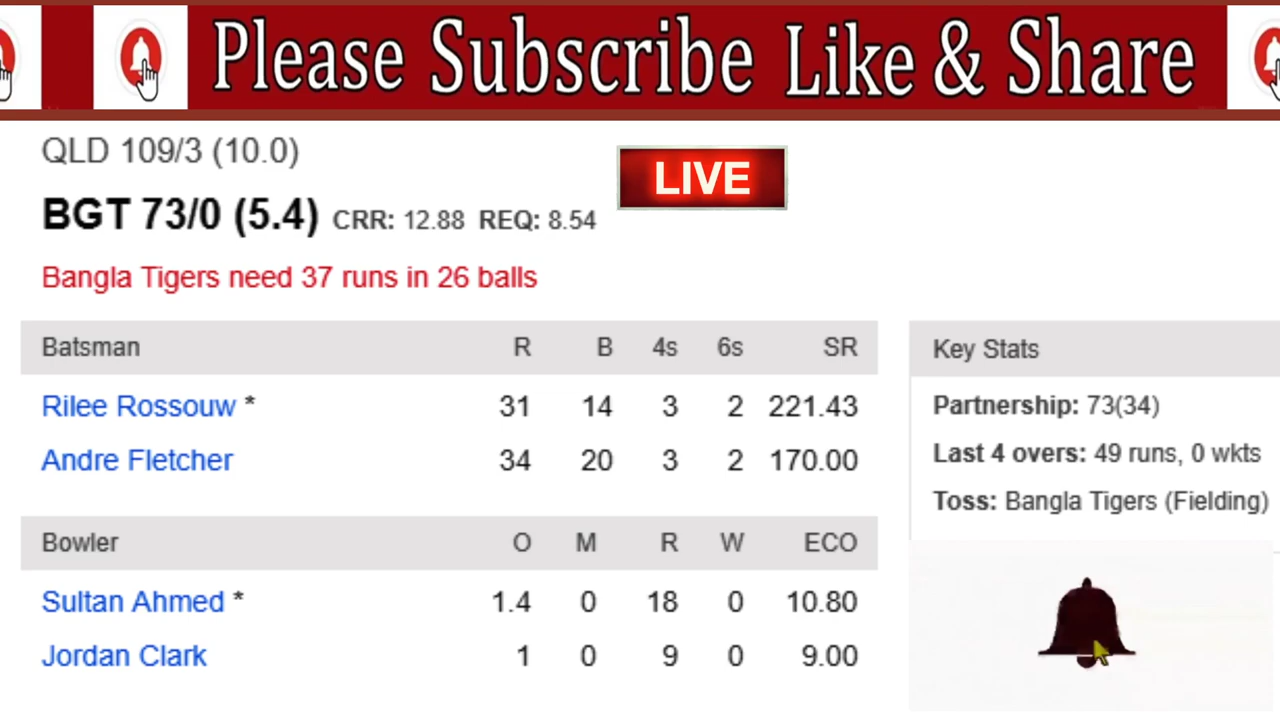 Please Subscribe Like & Share
QLD 109/3 (10.0)
LIVE
BGT 73/0 (5.4) CRR: 12.88 REQ: 8.54
Bangla Tigers need 37 runs in 26 balls
Batsman R B 4s 6s SR
Rilee Rossouw * 31 14 3 2 221.43
Andre Fletcher 34 20 3 2 170.00
Bowler O M R W ECO
Sultan Ahmed * 1.4 0 18 0 10.80
Jordan Clark 1 0 9 0 9.00
Key Stats
Partnership: 73(34)
Last 4 overs: 49 runs, 0 wkts
Toss: Bangla Tigers (Fielding)